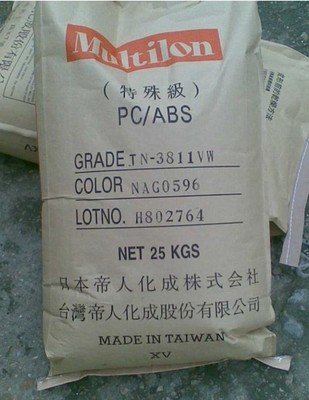 Multilon
(特殊級)
PC/ABS
GRADE. TN-3811VW
COLOR NAG0596
LOTNO. H802764
NET 25 KGS
日本帝人化成株式会社
台灣帝人化成股份有限公司
MADE IN TAIWAN
XV